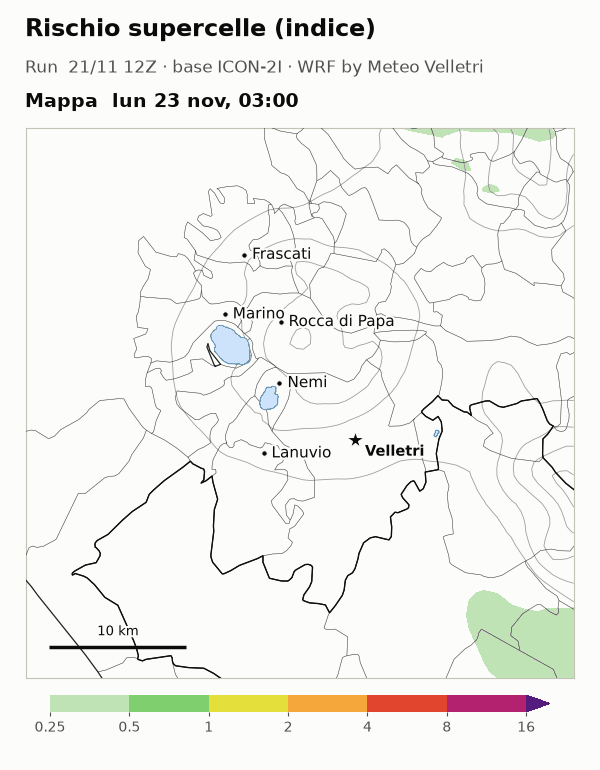 Rischio supercelle (indice)
Run  21/11 12Z · base ICON-2I · WRF by Meteo Velletri
Mappa  lun 23 nov, 03:00
Frascati
Marino
Rocca di Papa
Nemi
Velletri
Lanuvio
10 km
0.25 0.5 1 2 4 8 16